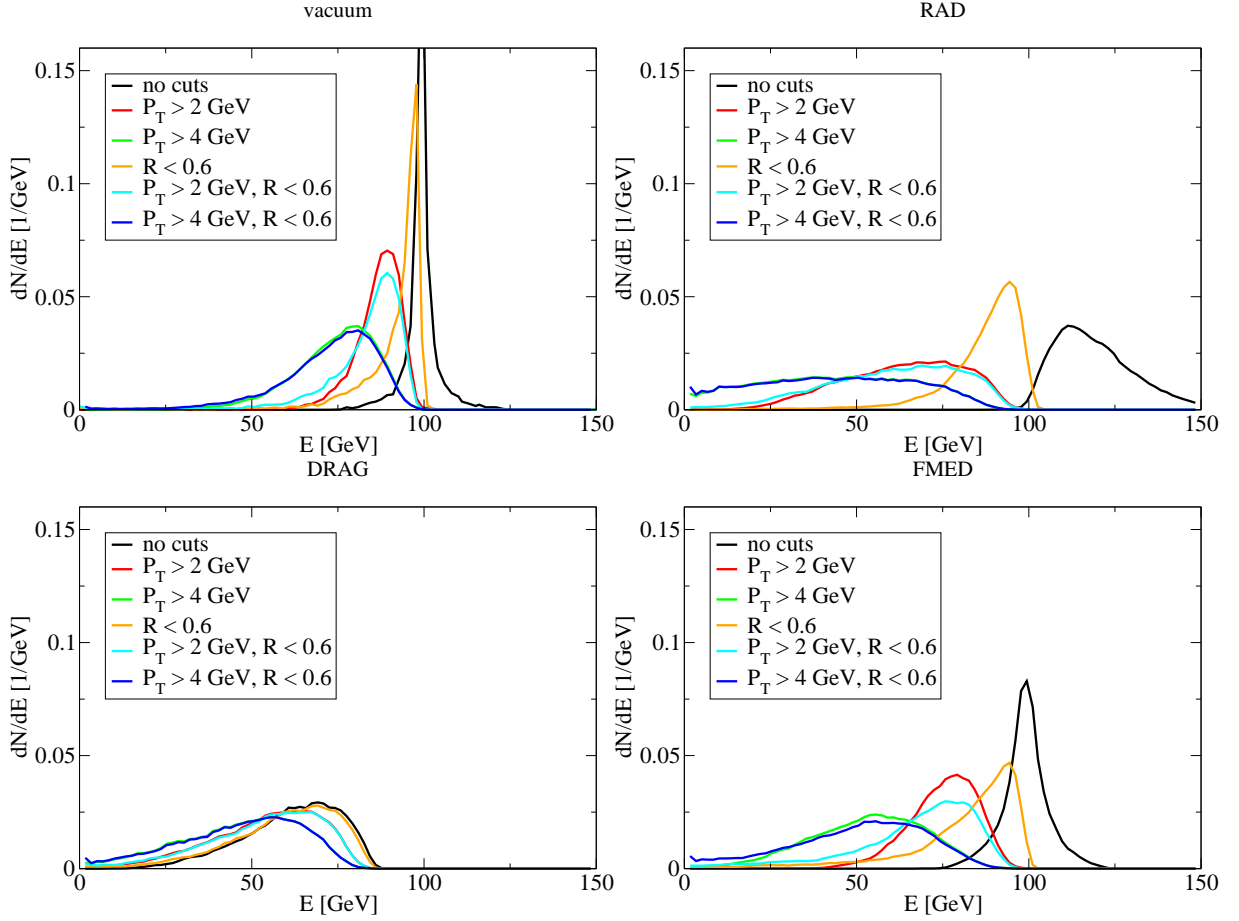 vacuum
0 50 100 150
E [GeV]
0
0.05
0.1
0.15
dN/dE [1/GeV]
no cuts
P_T > 2 GeV
P_T > 4 GeV
R < 0.6
P_T > 2 GeV, R < 0.6
P_T > 4 GeV, R < 0.6
RAD
0 50 100 150
E [GeV]
0
0.05
0.1
0.15
dN/dE [1/GeV]
no cuts
P_T > 2 GeV
P_T > 4 GeV
R < 0.6
P_T > 2 GeV, R < 0.6
P_T > 4 GeV, R < 0.6
DRAG
0 50 100 150
E [GeV]
0
0.05
0.1
0.15
dN/dE [1/GeV]
no cuts
P_T > 2 GeV
P_T > 4 GeV
R < 0.6
P_T > 2 GeV, R < 0.6
P_T > 4 GeV, R < 0.6
FMED
0 50 100 150
E [GeV]
0
0.05
0.1
0.15
dN/dE [1/GeV]
no cuts
P_T > 2 GeV
P_T > 4 GeV
R < 0.6
P_T > 2 GeV, R < 0.6
P_T > 4 GeV, R < 0.6